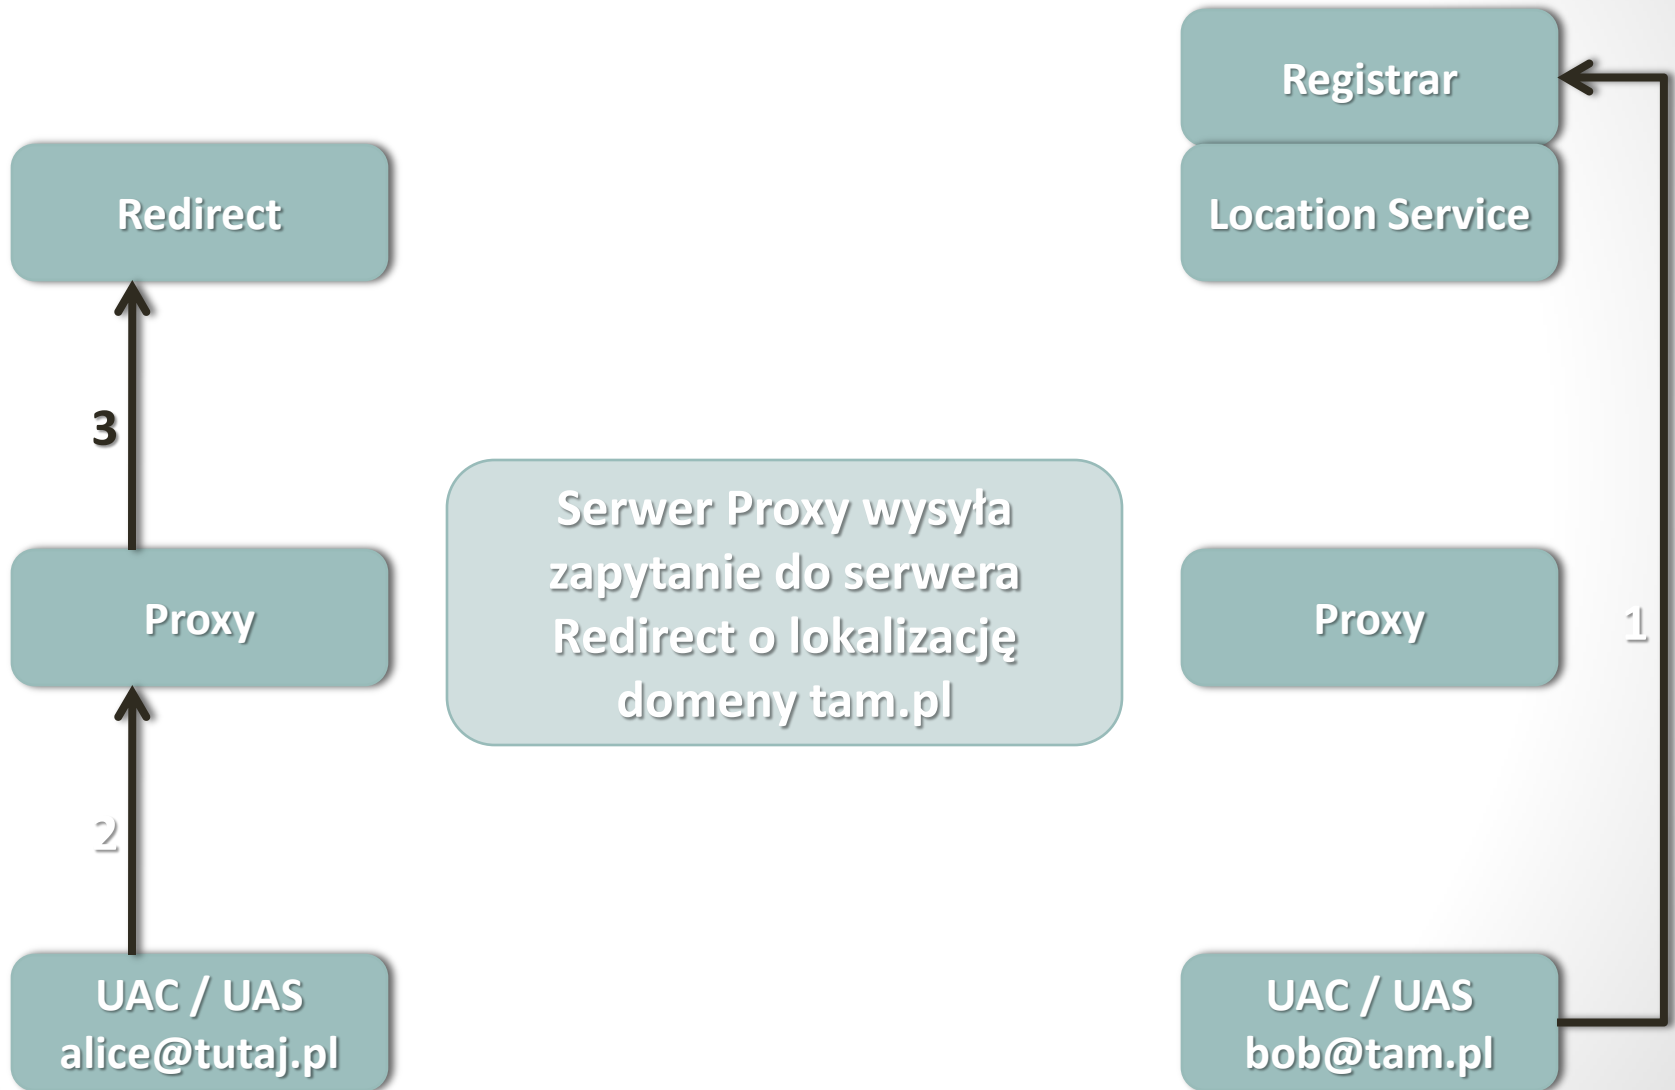 Registrar
Redirect
Location Service
3
Serwer Proxy wysyła
zapytanie do serwera
Redirect o lokalizację
domeny tam.pl
Proxy
Proxy
1
2
UAC / UAS
alice@tutaj.pl
UAC / UAS
bob@tam.pl